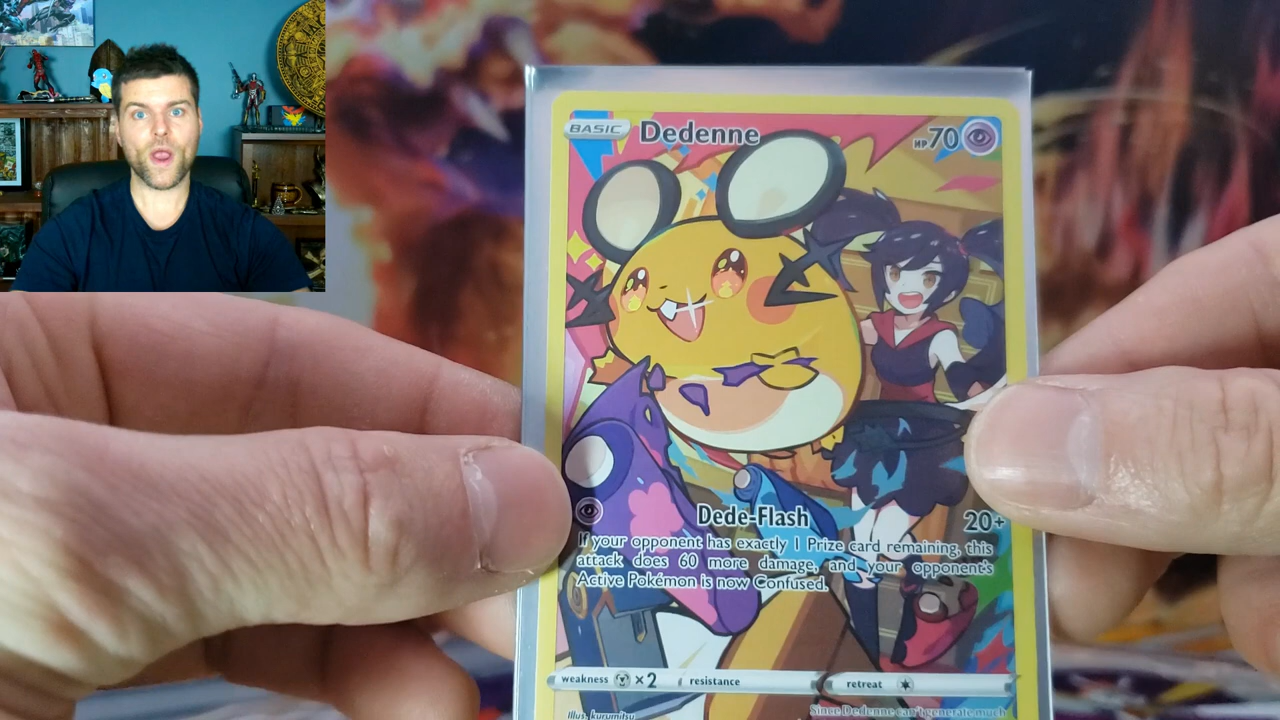 BASIC Dedenne HP70
Dede-Flash 20+
If your opponent has exactly 1 Prize card remaining, this
attack does 60 more damage, and your opponent's
Active Pokémon is now Confused.
weakness ×2 resistance retreat
Illus. kurumitsu
Since Dedenne can't generate much